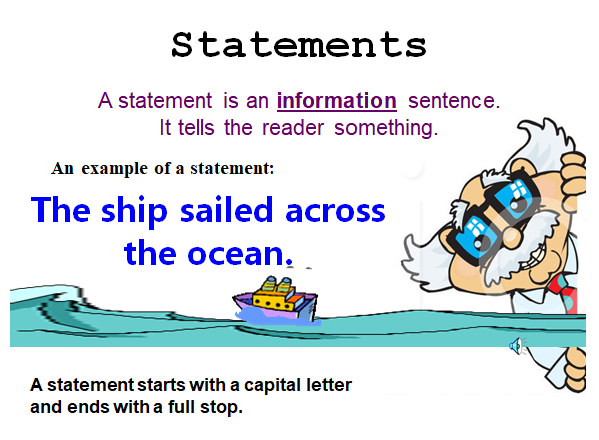 Statements
A statement is an information sentence.
It tells the reader something.
An example of a statement:
The ship sailed across
the ocean.
A statement starts with a capital letter
and ends with a full stop.